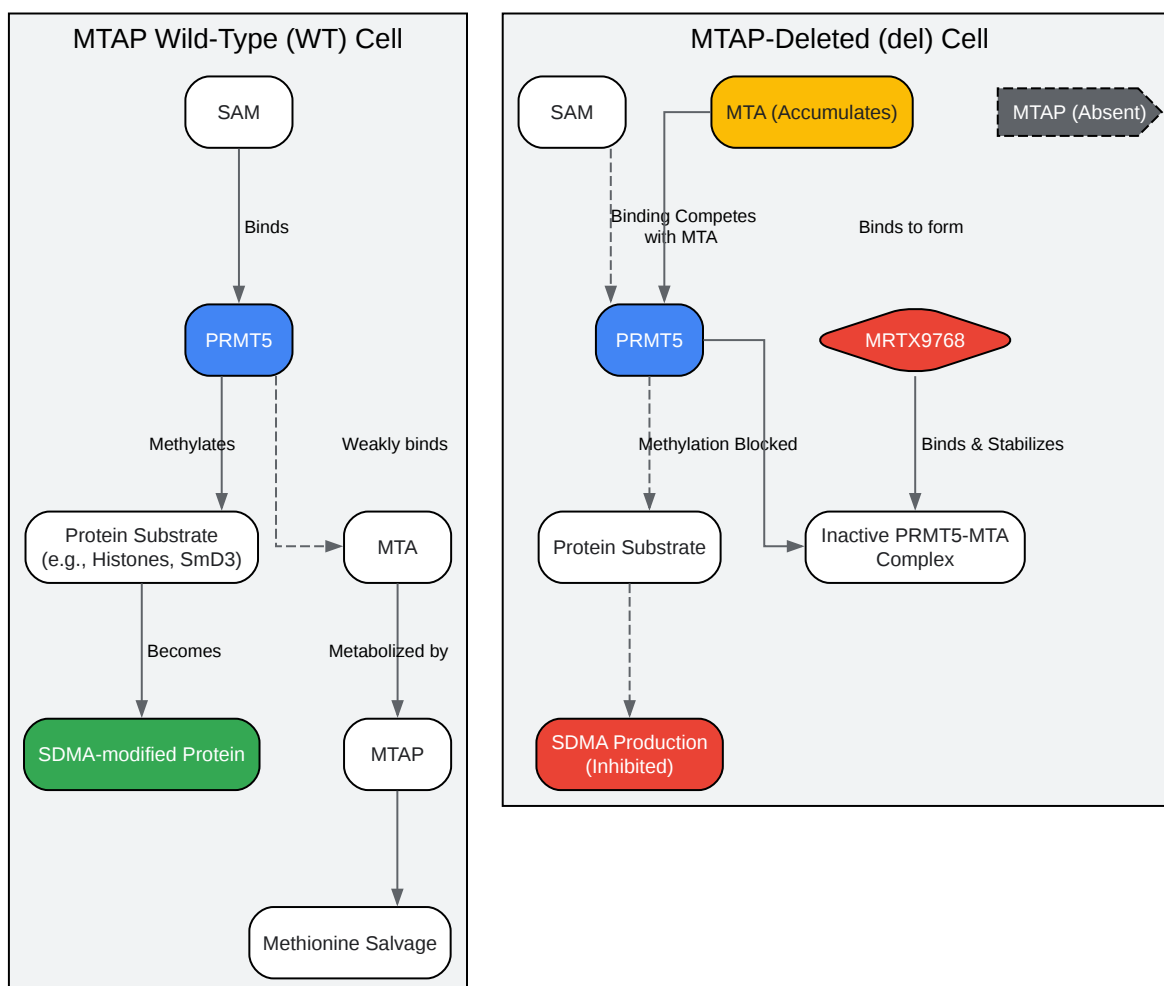 MTAP Wild-Type (WT) Cell
SAM
Binds
PRMT5
Methylates
Weakly binds
Protein Substrate
(e.g., Histones, SmD3)
MTA
Becomes
Metabolized by
SDMA-modified Protein
MTAP
Methionine Salvage
MTAP-Deleted (del) Cell
SAM
MTA (Accumulates)
MTAP (Absent)
Binding Competes
with MTA
Binds to form
PRMT5
MRTX9768
Methylation Blocked
Binds & Stabilizes
Protein Substrate
Inactive PRMT5-MTA
Complex
SDMA Production
(Inhibited)